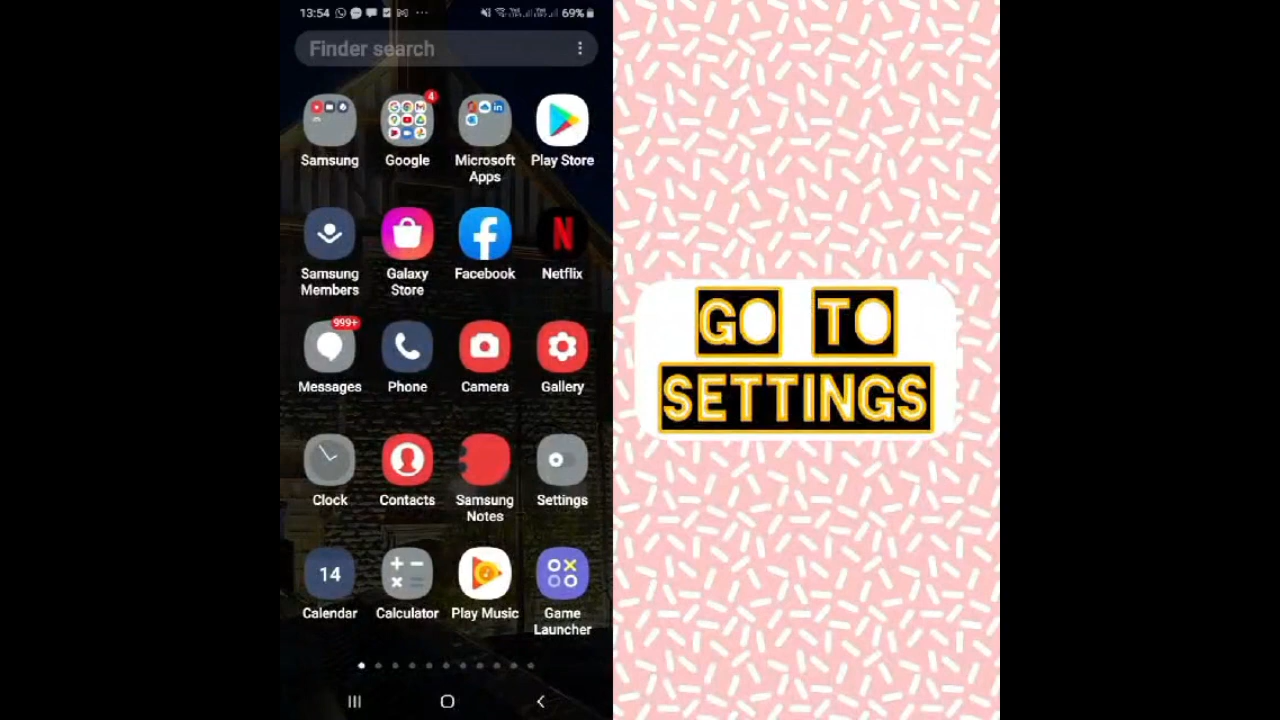 13:54
69%
Finder search
4
Samsung
Google
Microsoft Apps
Play Store
Samsung Members
Galaxy Store
Facebook
N
Netflix
999+
Messages
Phone
Camera
Gallery
Clock
Contacts
Samsung Notes
Settings
14
Calendar
Calculator
Play Music
Game Launcher
GO TO
SETTINGS